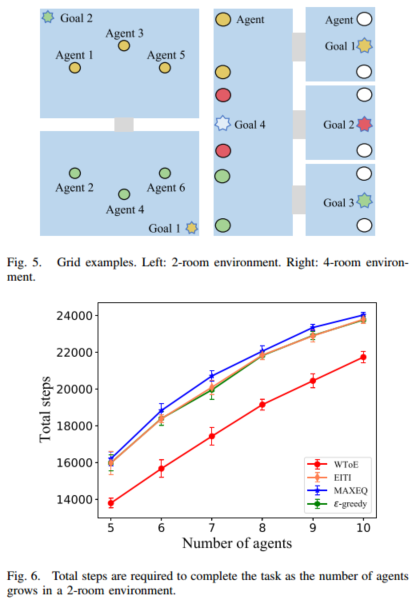 Goal 2
Agent 3
Agent 1
Agent 5
Agent 2
Agent 6
Agent 4
Goal 1
Agent
Goal 4
Agent
Goal 1
Goal 2
Goal 3
Fig. 5. Grid examples. Left: 2-room environment. Right: 4-room environ-
ment.
24000
22000
20000
18000
16000
14000
Total steps
5 6 7 8 9 10
Number of agents
WToE
EITI
MAXEQ
ε-greedy
Fig. 6. Total steps are required to complete the task as the number of agents
grows in a 2-room environment.